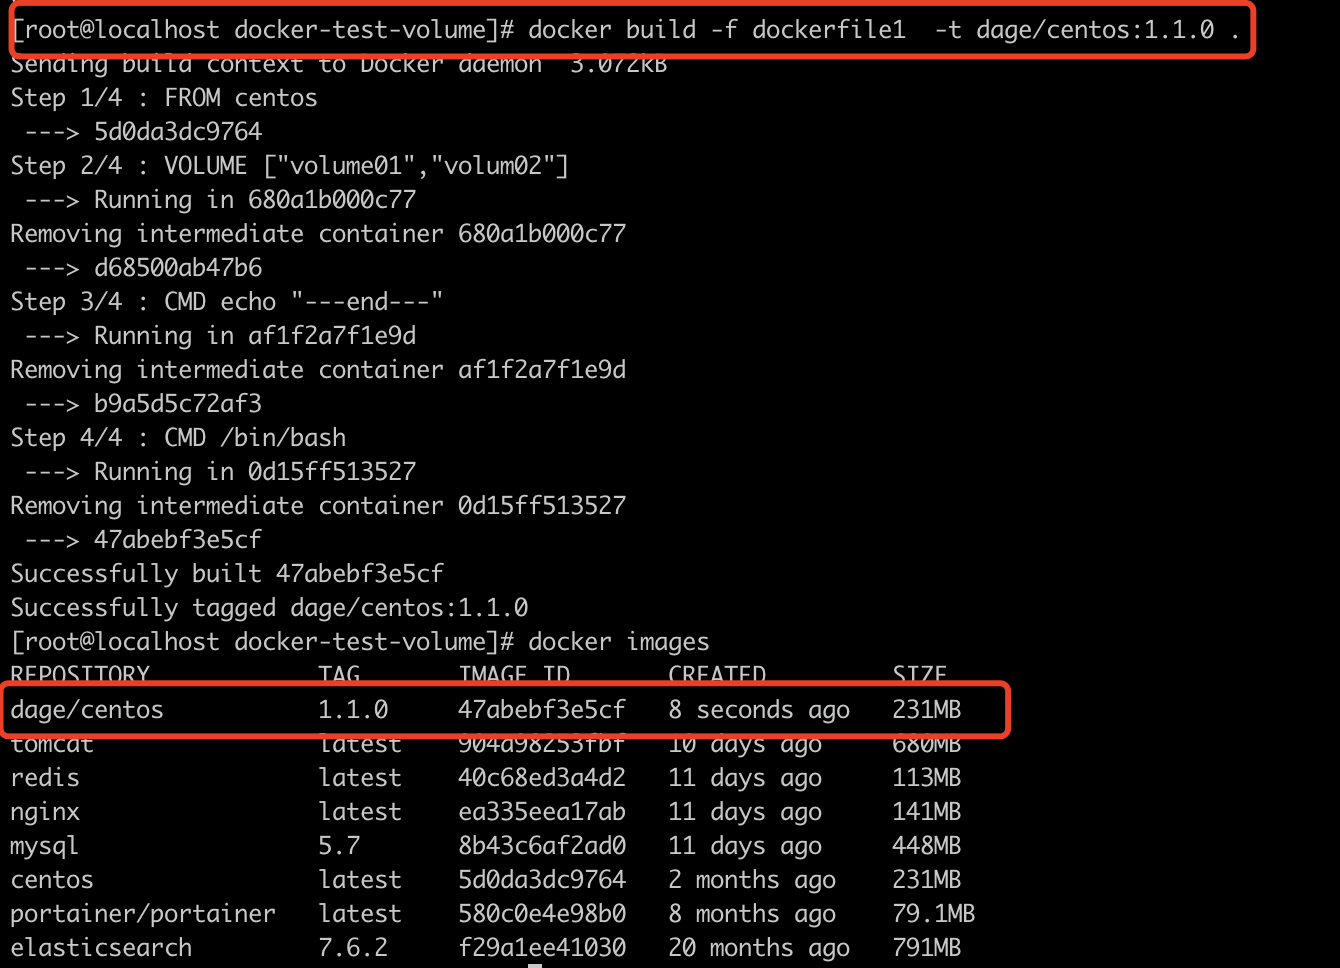 [root@localhost docker-test-volume]# docker build -f dockerfile1  -t dage/centos:1.1.0 .
Sending build context to Docker daemon  3.072kB
Step 1/4 : FROM centos
 ---> 5d0da3dc9764
Step 2/4 : VOLUME ["volume01","volum02"]
 ---> Running in 680a1b000c77
Removing intermediate container 680a1b000c77
 ---> d68500ab47b6
Step 3/4 : CMD echo "---end---"
 ---> Running in af1f2a7f1e9d
Removing intermediate container af1f2a7f1e9d
 ---> b9a5d5c72af3
Step 4/4 : CMD /bin/bash
 ---> Running in 0d15ff513527
Removing intermediate container 0d15ff513527
 ---> 47abebf3e5cf
Successfully built 47abebf3e5cf
Successfully tagged dage/centos:1.1.0
[root@localhost docker-test-volume]# docker images
REPOSITORY            TAG       IMAGE ID       CREATED         SIZE
dage/centos           1.1.0     47abebf3e5cf   8 seconds ago   231MB
tomcat                latest    904a98253fbf   10 days ago     680MB
redis                 latest    40c68ed3a4d2   11 days ago     113MB
nginx                 latest    ea335eea17ab   11 days ago     141MB
mysql                 5.7       8b43c6af2ad0   11 days ago     448MB
centos                latest    5d0da3dc9764   2 months ago    231MB
portainer/portainer   latest    580c0e4e98b0   8 months ago    79.1MB
elasticsearch         7.6.2     f29a1ee41030   20 months ago   791MB